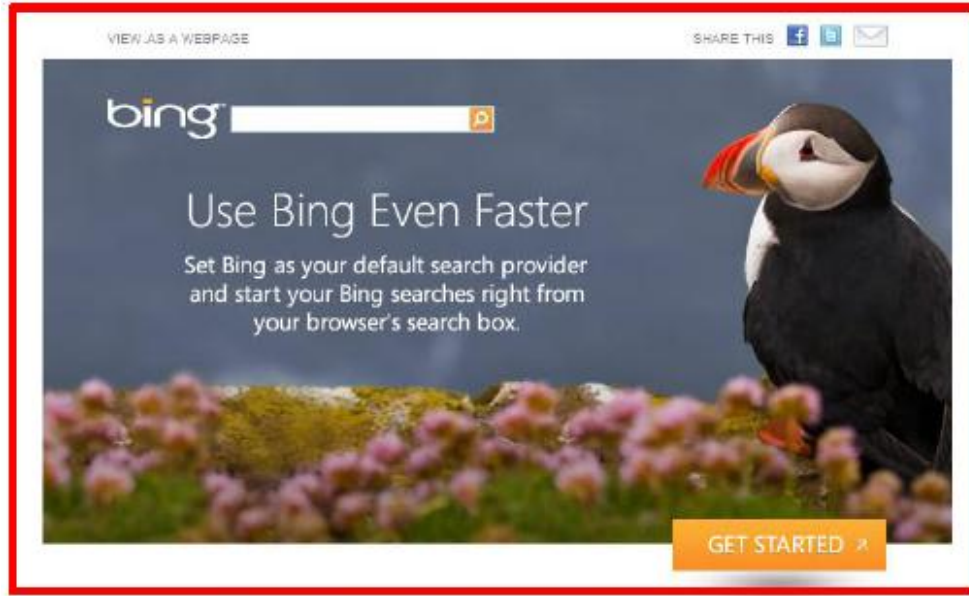 VIEW AS A WEBPAGE
SHARE THIS
bing
Use Bing Even Faster
Set Bing as your default search provider
and start your Bing searches right from
your browser's search box.
GET STARTED